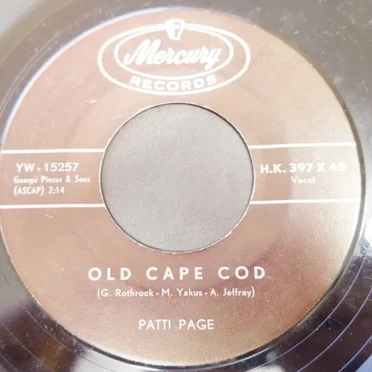 Mercury
RECORDS
YW-15257
George Pincus & Sons
(ASCAP) 2:14
H.K. 397 X 45
Vocal
OLD CAPE COD
(G. Rothrock - M. Yakus - A. Jeffrey)
PATTI PAGE